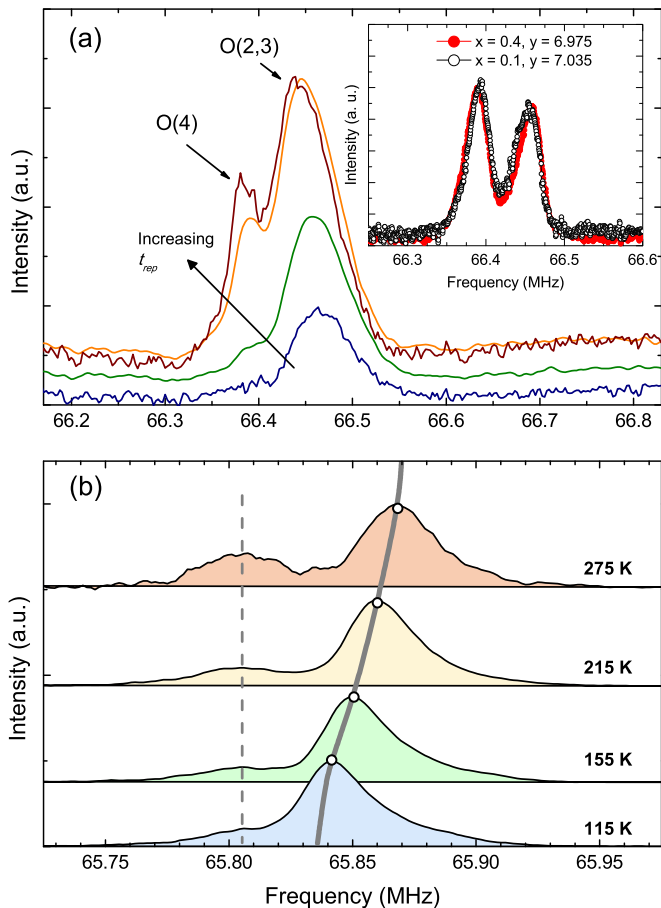 (a)
O(2,3)
O(4)
Increasing
t_rep
Intensity (a.u.)
x = 0.4, y = 6.975
x = 0.1, y = 7.035
Intensity (a. u.)
66.3 66.4 66.5 66.6
Frequency (MHz)
66.2 66.3 66.4 66.5 66.6 66.7 66.8
(b)
275 K
215 K
155 K
115 K
Intensity (a.u.)
65.75 65.80 65.85 65.90 65.95
Frequency (MHz)